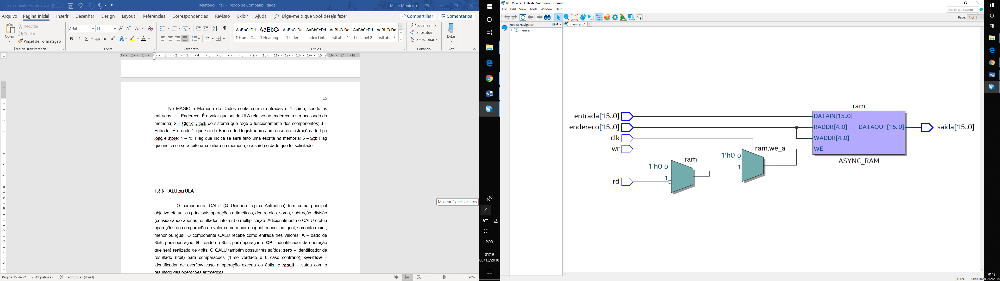 Salvamento Automático
Relatorio Final - Modo de Compatibilidade
Miller Monteiro
Arquivo Página Inicial Inserir Desenhar Design Layout Referências Correspondências Revisão Exibir Ajuda Diga-me o que você deseja fazer
Compartilhar Comentários
Colar
Recortar
Copiar
Pincel de Formatação
Área de Transferência
Arial 11
Fonte
Parágrafo
AaBbCcDd AaBbC AaBbCcDd AaBbCcDd AaBbCcDd AaBbCcDd AaBbCcDd
¶ Frame C... ¶ Heading ¶ Index Index Link ListLabel 1 ListLabel 2 ListLabel 3
Estilos
Localizar
Substituir
Selecionar
Editando
Ditar
Voz
15
No MAGIC a Memória de Dados conta com 5 entradas e 1 saída, sendo as
entradas: 1 – Endereço: É o valor que sai da ULA relativo ao endereço a ser acessado da
memória; 2 – Clock: Clock do sistema que rege o funcionamento dos componentes; 3 –
Entrada: É o dado 2 que sai do Banco de Registradores em caso de instruções do tipo
load e store; 4 – rd: Flag que indica se será feito uma escrita na memória; 5 – wd: Flag
que indica se será feito uma leitura na memória, e a saída é dado que foi solicitado.
1.3.6 ALU ou ULA
O componente QALU (Q Unidade Lógica Aritmética) tem como principal
objetivo efetuar as principais operações aritméticas, dentre elas: soma, subtração, divisão
(considerando apenas resultados inteiros) e multiplicação. Adicionalmente o QALU efetua
operações de comparação de valor como maior ou igual, menor ou igual, somente maior,
menor ou igual. O componente QALU recebe como entrada três valores: A – dado de
8bits para operação; B - dado de 8bits para operação e OP – identificador da operação
que será realizada de 4bits. O QALU também possui três saídas: zero – identificador de
resultado (2bit) para comparações (1 se verdade e 0 caso contrário); overflow –
identificador de overflow caso a operação exceda os 8bits; e result – saída com o
resultado das operações aritméticas
Página 15 de 21 2541 palavras Português (Brasil)
90%
Mostrar ícones ocultos
POR
01:19
03/12/2018
RTL Viewer - C:/tester/memram - memram
File Edit View Tools Window Help
Search altera.com
Page: 1 of 1
Netlist Navigator
memram
memram:1
ram
entrada[15..0]
endereco[15..0]
clk
wr
rd
1'h0 0
1
ram
1'h0 0
1
ram.we_a
DATAIN[15..0]
RADDR[4..0] DATAOUT[15..0]
WADDR[4..0]
WE
ASYNC_RAM
saida[15..0]
100% 00:00:02
01:19
03/12/2018